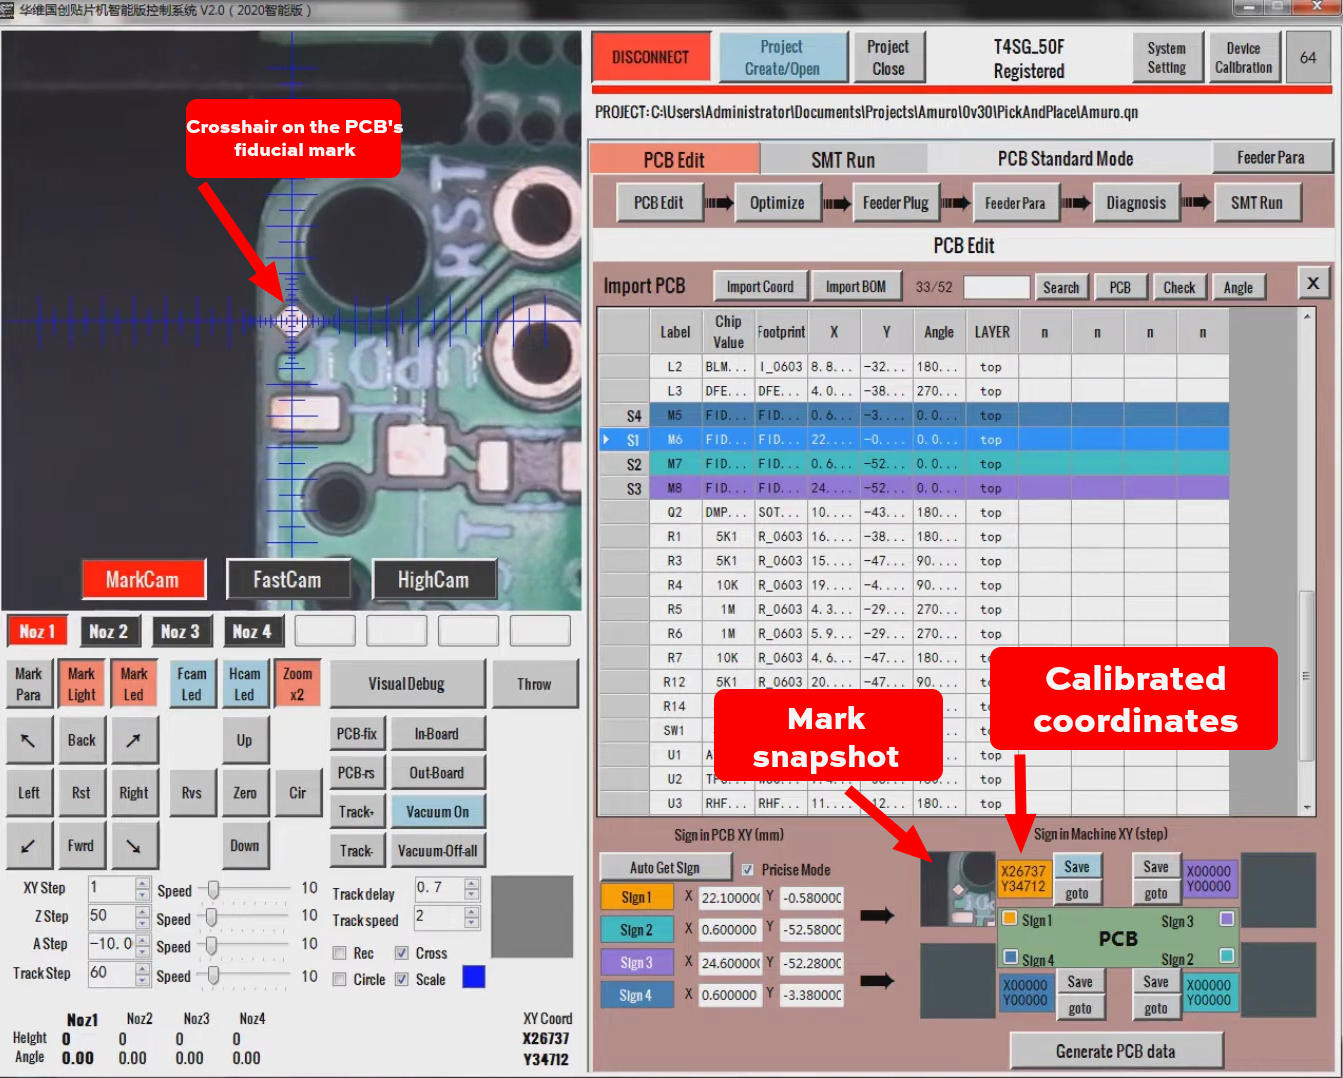 华维国创贴片机智能版控制系统 V2.0 ( 2020智能版 )
Crosshair on the PCB's
fiducial mark
RST
UPDI
MarkCam FastCam HighCam
Noz 1 Noz 2 Noz 3 Noz 4
Mark Para Mark Light Mark Led Fcam Led Hcam Led Zoom x2 Visual Debug Throw
↖ Back ↗ Up PCB-fix In-Board
Left Rst Right Rvs Zero Cir PCB-rs Out-Board
Track+ Vacuum On
↙ Fwrd ↘ Down Track- Vacuum-Off-all
XY Step 1 Speed 10 Track delay 0.7
Z Step 50 Speed 10 Track speed 2
A Step -10.0 Speed 10 Rec Cross
Track Step 60 Speed 10 Circle Scale
Noz1 Noz2 Noz3 Noz4 XY Coord
Height 0 0 0 0 X26737
Angle 0.00 0.00 0.00 0.00 Y34712
DISCONNECT Project Create/Open Project Close T4SG_50F Registered System Setting Device Calibration 64
PROJECT: C:\Users\Administrator\Documents\Projects\Amuro\0v30\PickAndPlace\Amuro.qn
PCB Edit SMT Run PCB Standard Mode Feeder Para
PCB Edit Optimize Feeder Plug Feeder Para Diagnosis SMT Run
PCB Edit
Import PCB Import Coord Import BOM 33/52 Search PCB Check Angle X
Label Chip Value Footprint X Y Angle LAYER n n n n
L2 BLM... I_0603 8.8... -32... 180... top
L3 DFE... DFE... 4.0... -38... 270... top
S4 M5 FID... FID... 0.6... -3.... 0.0... top
S1 M6 FID... FID... 22.... -0.... 0.0... top
S2 M7 FID... FID... 0.6... -52... 0.0... top
S3 M8 FID... FID... 24.... -52... 0.0... top
Q2 DMP... SOT... 10.... -43... 180... top
R1 5K1 R_0603 16.... -38... 180... top
R3 5K1 R_0603 15.... -47... 90.... top
R4 10K R_0603 19.... -4.... 90.... top
R5 1M R_0603 4.3... -29... 270... top
R6 1M R_0603 5.9... -29... 270... top
R7 10K R_0603 4.6... -47... 180...
R12 5K1 R_0603 20.... -47... 90....
R14
SW1
U1
U2
U3 RHF... RHF... 11.... 180... top
Mark
snapshot
Calibrated
coordinates
Sign in PCB XY (mm) Sign in Machine XY (step)
Auto Get Sign Pricise Mode
Sign 1 X 22.10000 Y -0.58000
Sign 2 X 0.600000 Y -52.58000
Sign 3 X 24.60000 Y -52.28000
Sign 4 X 0.600000 Y -3.38000
X26737
Y34712
Save goto Save goto
X00000
Y00000
Sign 1 Sign 3
PCB
Sign 4 Sign 2
X00000
Y00000
Save goto Save goto
X00000
Y00000
Generate PCB data